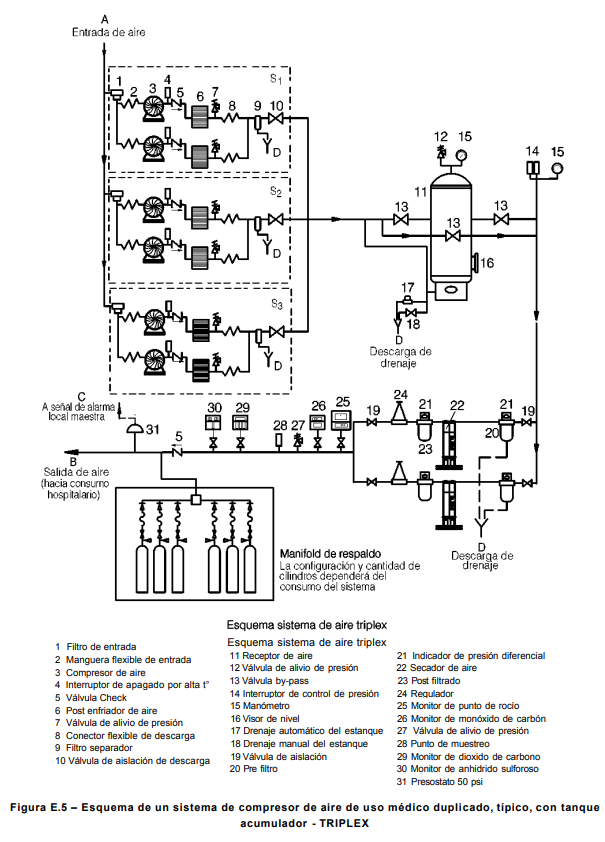 A
Entrada de aire
1
2
3
4
5
6
7
8
9
10
S1
D
S2
D
S3
D
12
15
14
15
11
13
13
13
16
17
18
D
Descarga de
drenaje
C
A señal de alarma
local maestra
31
5
30
29
28
27
26
25
19
24
21
22
21
19
23
20
B
Salida de aire
(hacia consumo
hospitalario)
D
Descarga de
drenaje
Manifold de respaldo
La configuración y cantidad de
cilindros dependerá del
consumo del sistema
Esquema sistema de aire triplex
Esquema sistema de aire triplex
1 Filtro de entrada
2 Manguera flexible de entrada
3 Compresor de aire
4 Interruptor de apagado por alta t°
5 Válvula Check
6 Post enfriador de aire
7 Válvula de alivio de presión
8 Conector flexible de descarga
9 Filtro separador
10 Válvula de aislación de descarga
11 Receptor de aire
12 Válvula de alivio de presión
13 Válvula by-pass
14 Interruptor de control de presión
15 Manómetro
16 Visor de nivel
17 Drenaje automático del estanque
18 Drenaje manual del estanque
19 Válvula de aislación
20 Pre filtro
21 Indicador de presión diferencial
22 Secador de aire
23 Post filtrado
24 Regulador
25 Monitor de punto de rocío
26 Monitor de monóxido de carbón
27 Válvula de alivio de presión
28 Punto de muestreo
29 Monitor de dioxido de carbono
30 Monitor de anhidrido sulforoso
31 Presostato 50 psi
Figura E.5 – Esquema de un sistema de compresor de aire de uso médico duplicado, típico, con tanque
acumulador - TRIPLEX